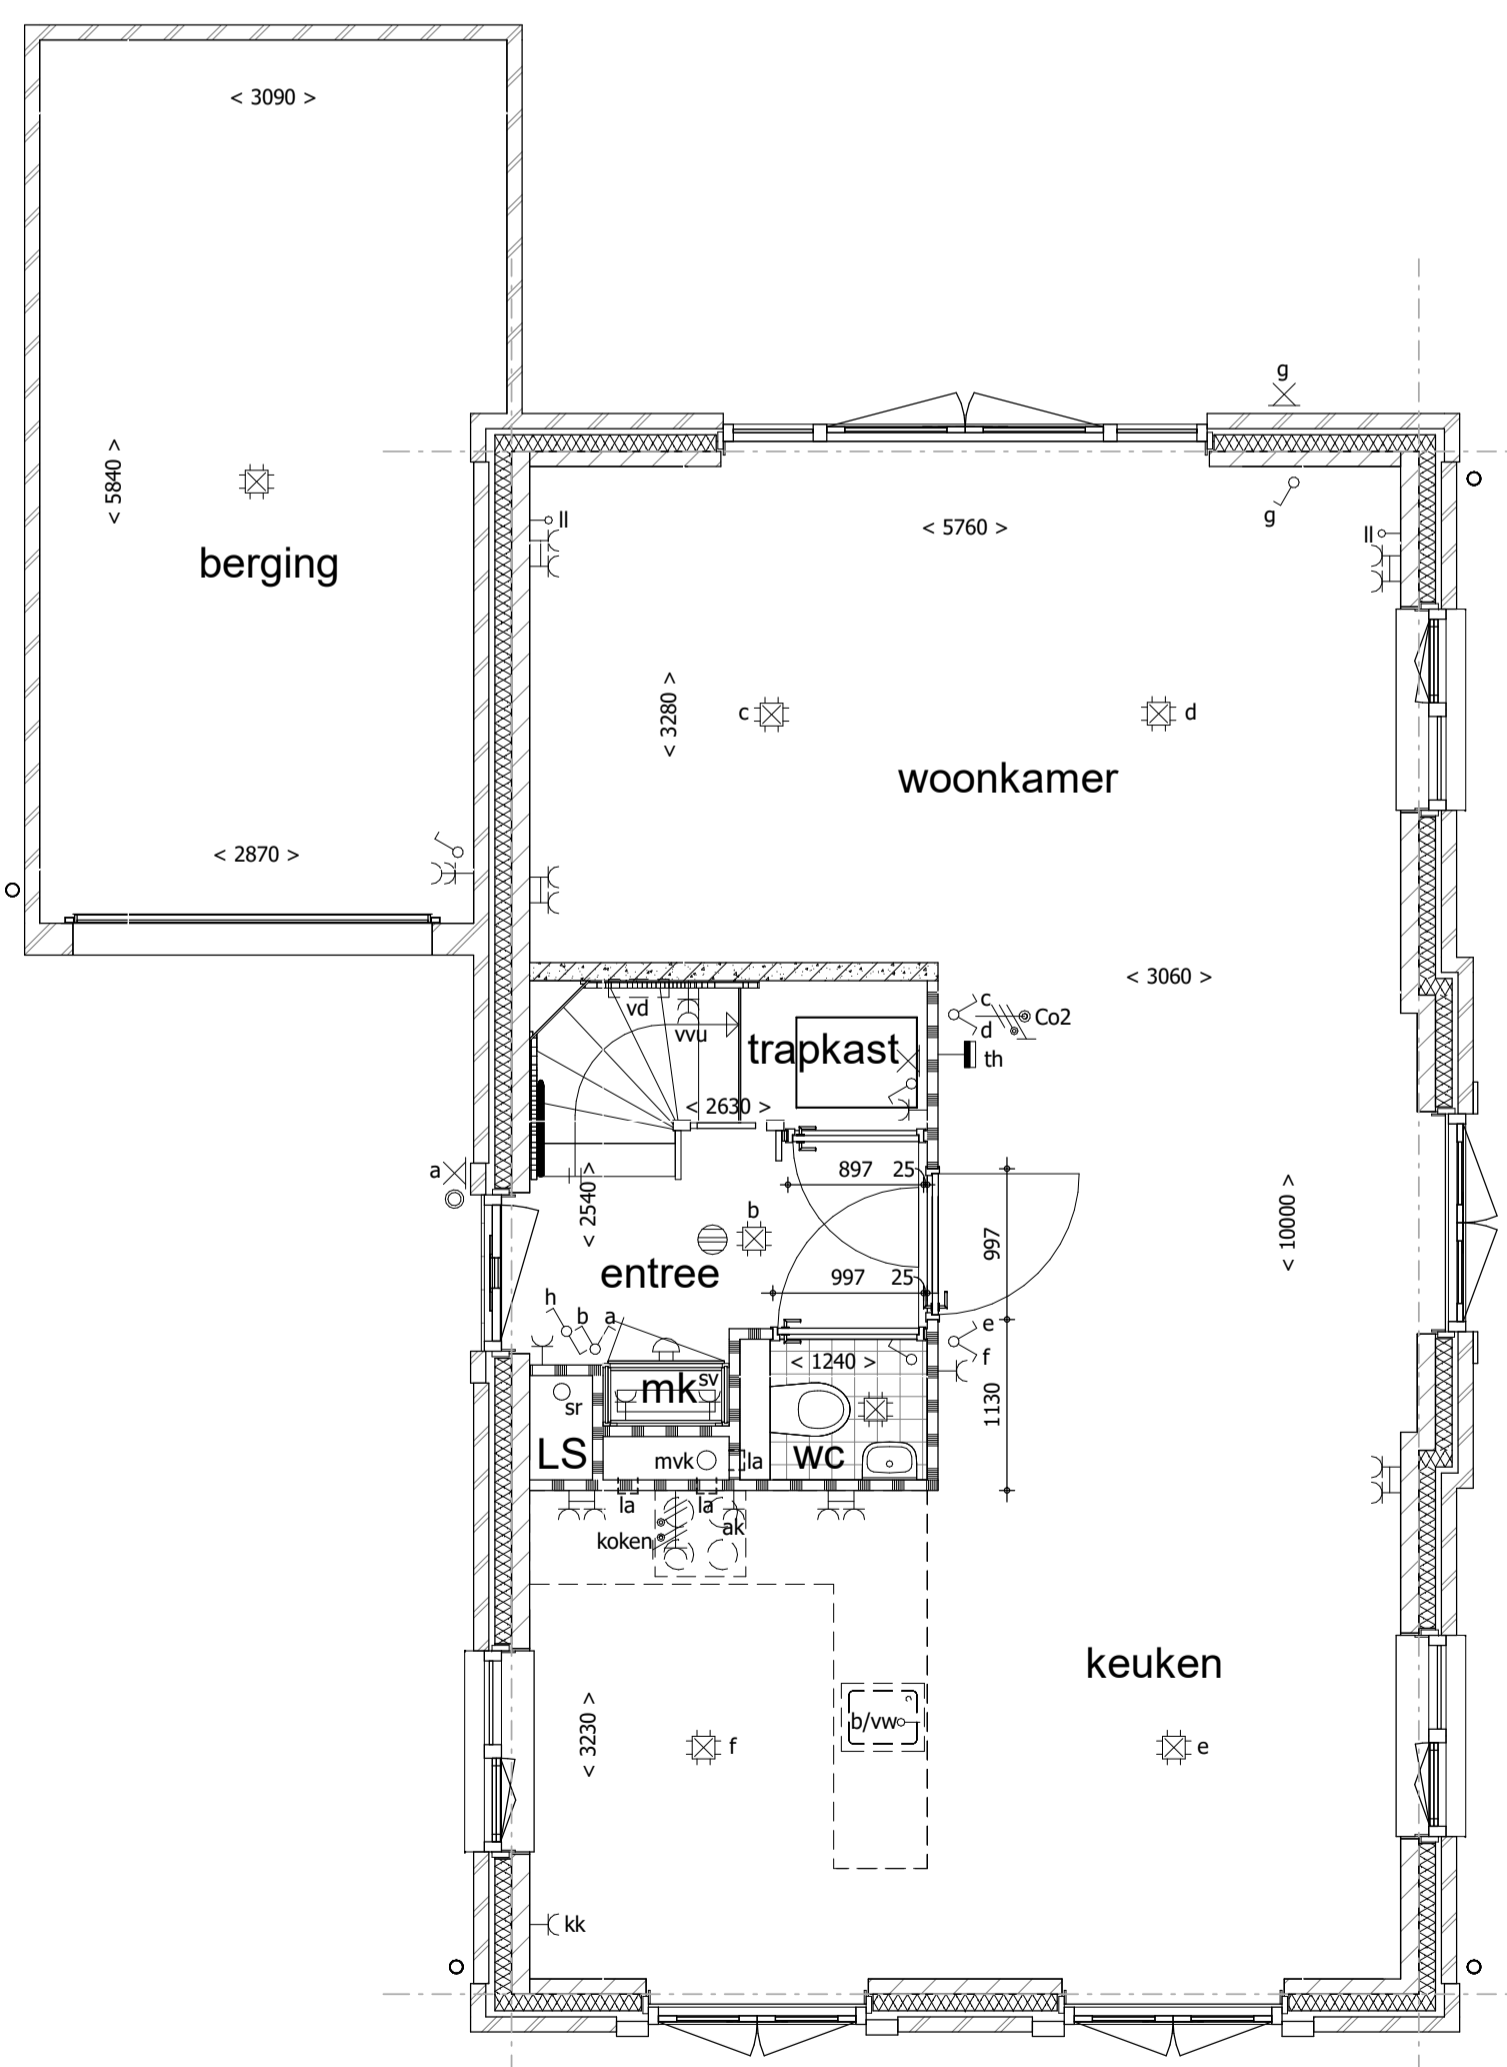 < 3090 >
g
< 5840 >
ll
< 5760 >
g
ll
berging
< 3280 >
c
d
woonkamer
< 2870 >
< 3060 >
vd
vvu
trapkast
c
d
Co2
th
< 2630 >
a
< 2540 >
897
25
b
997
< 10000 >
entree
997
25
h
b
a
e
f
< 1240 >
mk
sv
sr
1130
LS
mvk
la
wc
la
la
ak
koken
keuken
b/vw
< 3230 >
f
e
kk